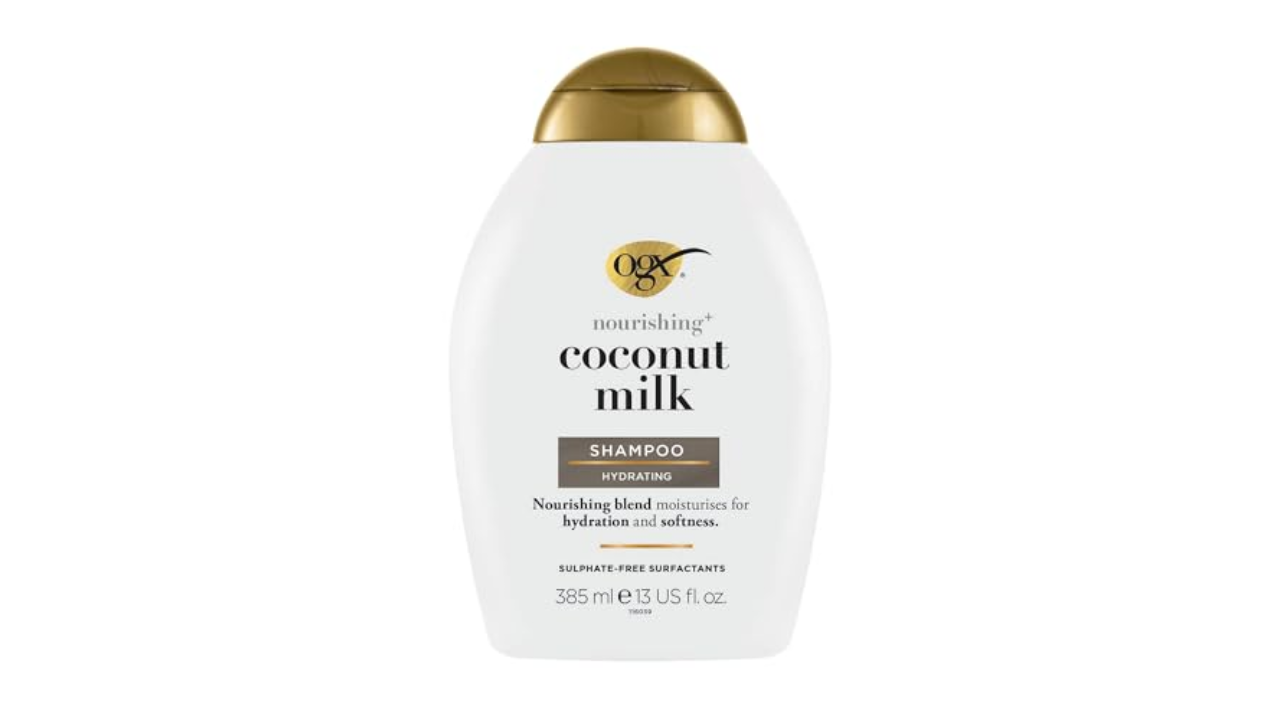 ogx®
nourishing+
coconut
milk
SHAMPOO
HYDRATING
Nourishing blend moisturises for
hydration and softness.
SULPHATE-FREE SURFACTANTS
385 ml e 13 US fl. oz.